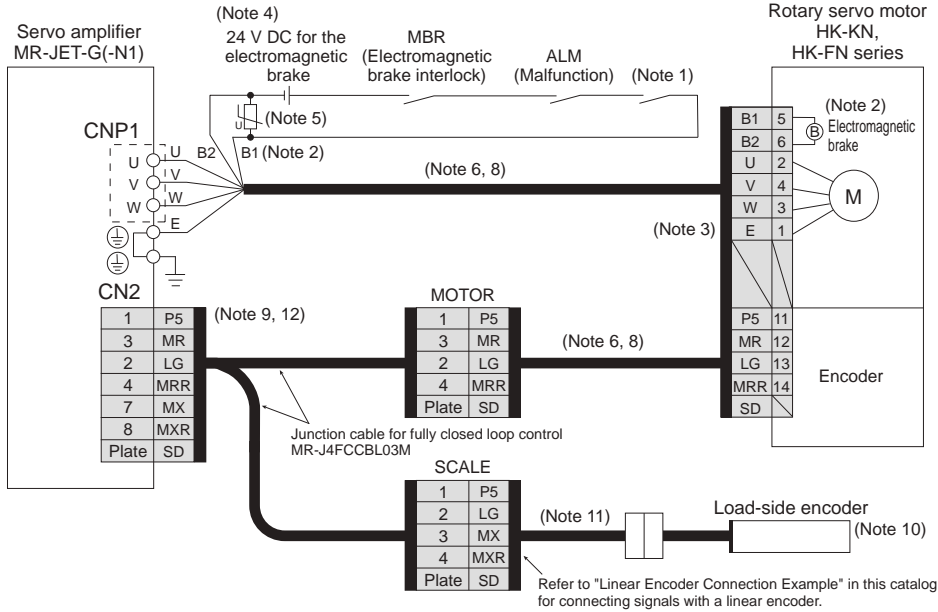 Servo amplifier
MR-JET-G(-N1)
(Note 4)
24 V DC for the
electromagnetic
brake
MBR
(Electromagnetic
brake interlock)
ALM
(Malfunction)
(Note 1)
Rotary servo motor
HK-KN,
HK-FN series
U
(Note 5)
CNP1
U
V
W
U
V
W
E
B2
B1
(Note 2)
(Note 6, 8)
(Note 3)
B1 5
B2 6
U 2
V 4
W 3
E 1
(Note 2)
B
Electromagnetic
brake
M
CN2
1 P5
3 MR
2 LG
4 MRR
7 MX
8 MXR
Plate SD
(Note 9, 12)
MOTOR
1 P5
3 MR
2 LG
4 MRR
Plate SD
(Note 6, 8)
P5 11
MR 12
LG 13
MRR 14
SD
Encoder
Junction cable for fully closed loop control
MR-J4FCCBL03M
SCALE
1 P5
2 LG
3 MX
4 MXR
Plate SD
(Note 11)
Load-side encoder
(Note 10)
Refer to "Linear Encoder Connection Example" in this catalog
for connecting signals with a linear encoder.